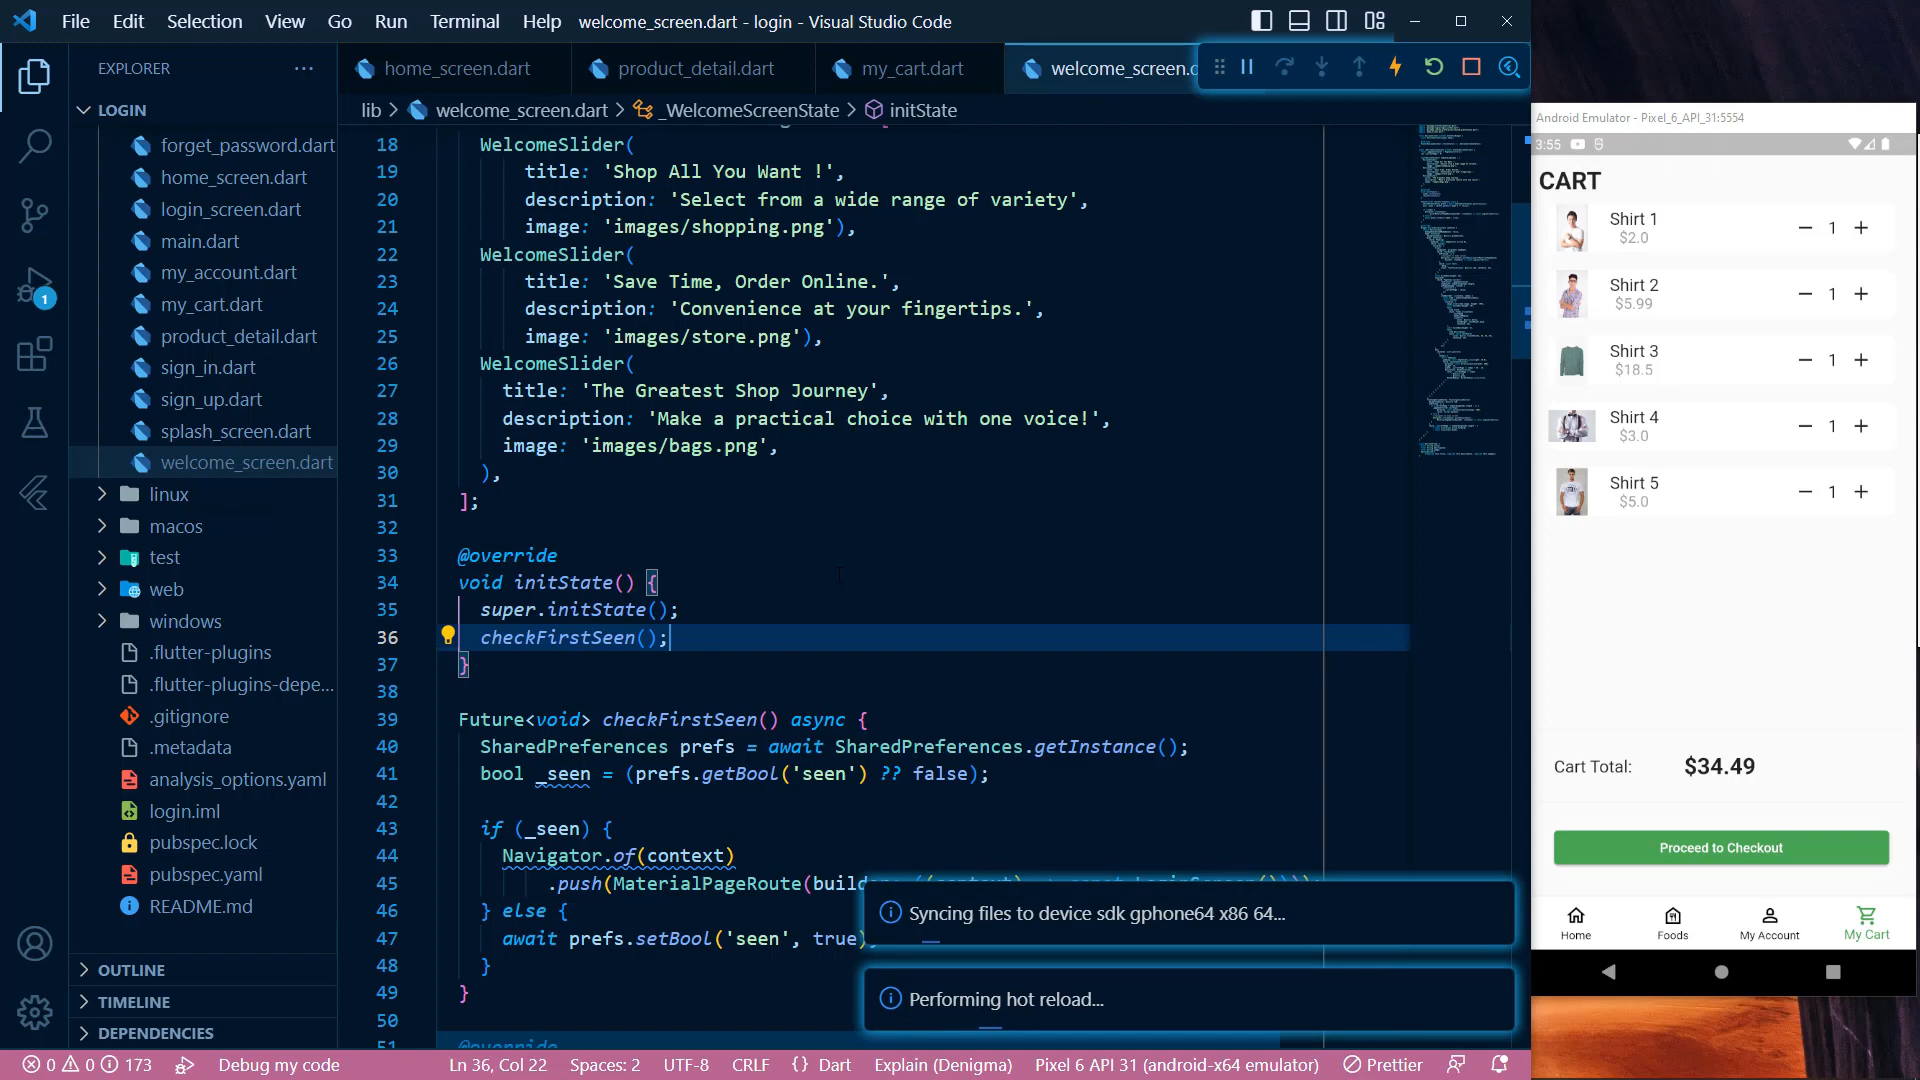 File Edit Selection View Go Run Terminal Help welcome_screen.dart - login - Visual Studio Code
EXPLORER
LOGIN
forget_password.dart
home_screen.dart
login_screen.dart
main.dart
my_account.dart
my_cart.dart
product_detail.dart
sign_in.dart
sign_up.dart
splash_screen.dart
welcome_screen.dart
linux
macos
test
web
windows
.flutter-plugins
.flutter-plugins-depe...
.gitignore
.metadata
analysis_options.yaml
login.iml
pubspec.lock
pubspec.yaml
README.md
OUTLINE
TIMELINE
DEPENDENCIES
1
home_screen.dart product_detail.dart my_cart.dart welcome_screen.d
lib > welcome_screen.dart > _WelcomeScreenState > initState
18 WelcomeSlider(
19 title: 'Shop All You Want !',
20 description: 'Select from a wide range of variety',
21 image: 'images/shopping.png'),
22 WelcomeSlider(
23 title: 'Save Time, Order Online.',
24 description: 'Convenience at your fingertips.',
25 image: 'images/store.png'),
26 WelcomeSlider(
27 title: 'The Greatest Shop Journey',
28 description: 'Make a practical choice with one voice!',
29 image: 'images/bags.png',
30 ),
31 ];
32
33 @override
34 void initState() {
35 super.initState();
36 checkFirstSeen();
37 }
38
39 Future<void> checkFirstSeen() async {
40 SharedPreferences prefs = await SharedPreferences.getInstance();
41 bool _seen = (prefs.getBool('seen') ?? false);
42
43 if (_seen) {
44 Navigator.of(context)
45 .push(MaterialPageRoute(build
46 } else {
47 await prefs.setBool('seen', true)
48 }
49 }
50
51 @override
Syncing files to device sdk gphone64 x86 64...
Performing hot reload...
0 0 173 Debug my code Ln 36, Col 22 Spaces: 2 UTF-8 CRLF {} Dart Explain (Denigma) Pixel 6 API 31 (android-x64 emulator) Prettier
Android Emulator - Pixel_6_API_31:5554
3:55
CART
Shirt 1
$2.0
1
Shirt 2
$5.99
1
Shirt 3
$18.5
1
Shirt 4
$3.0
1
Shirt 5
$5.0
1
Cart Total: $34.49
Proceed to Checkout
Home Foods My Account My Cart